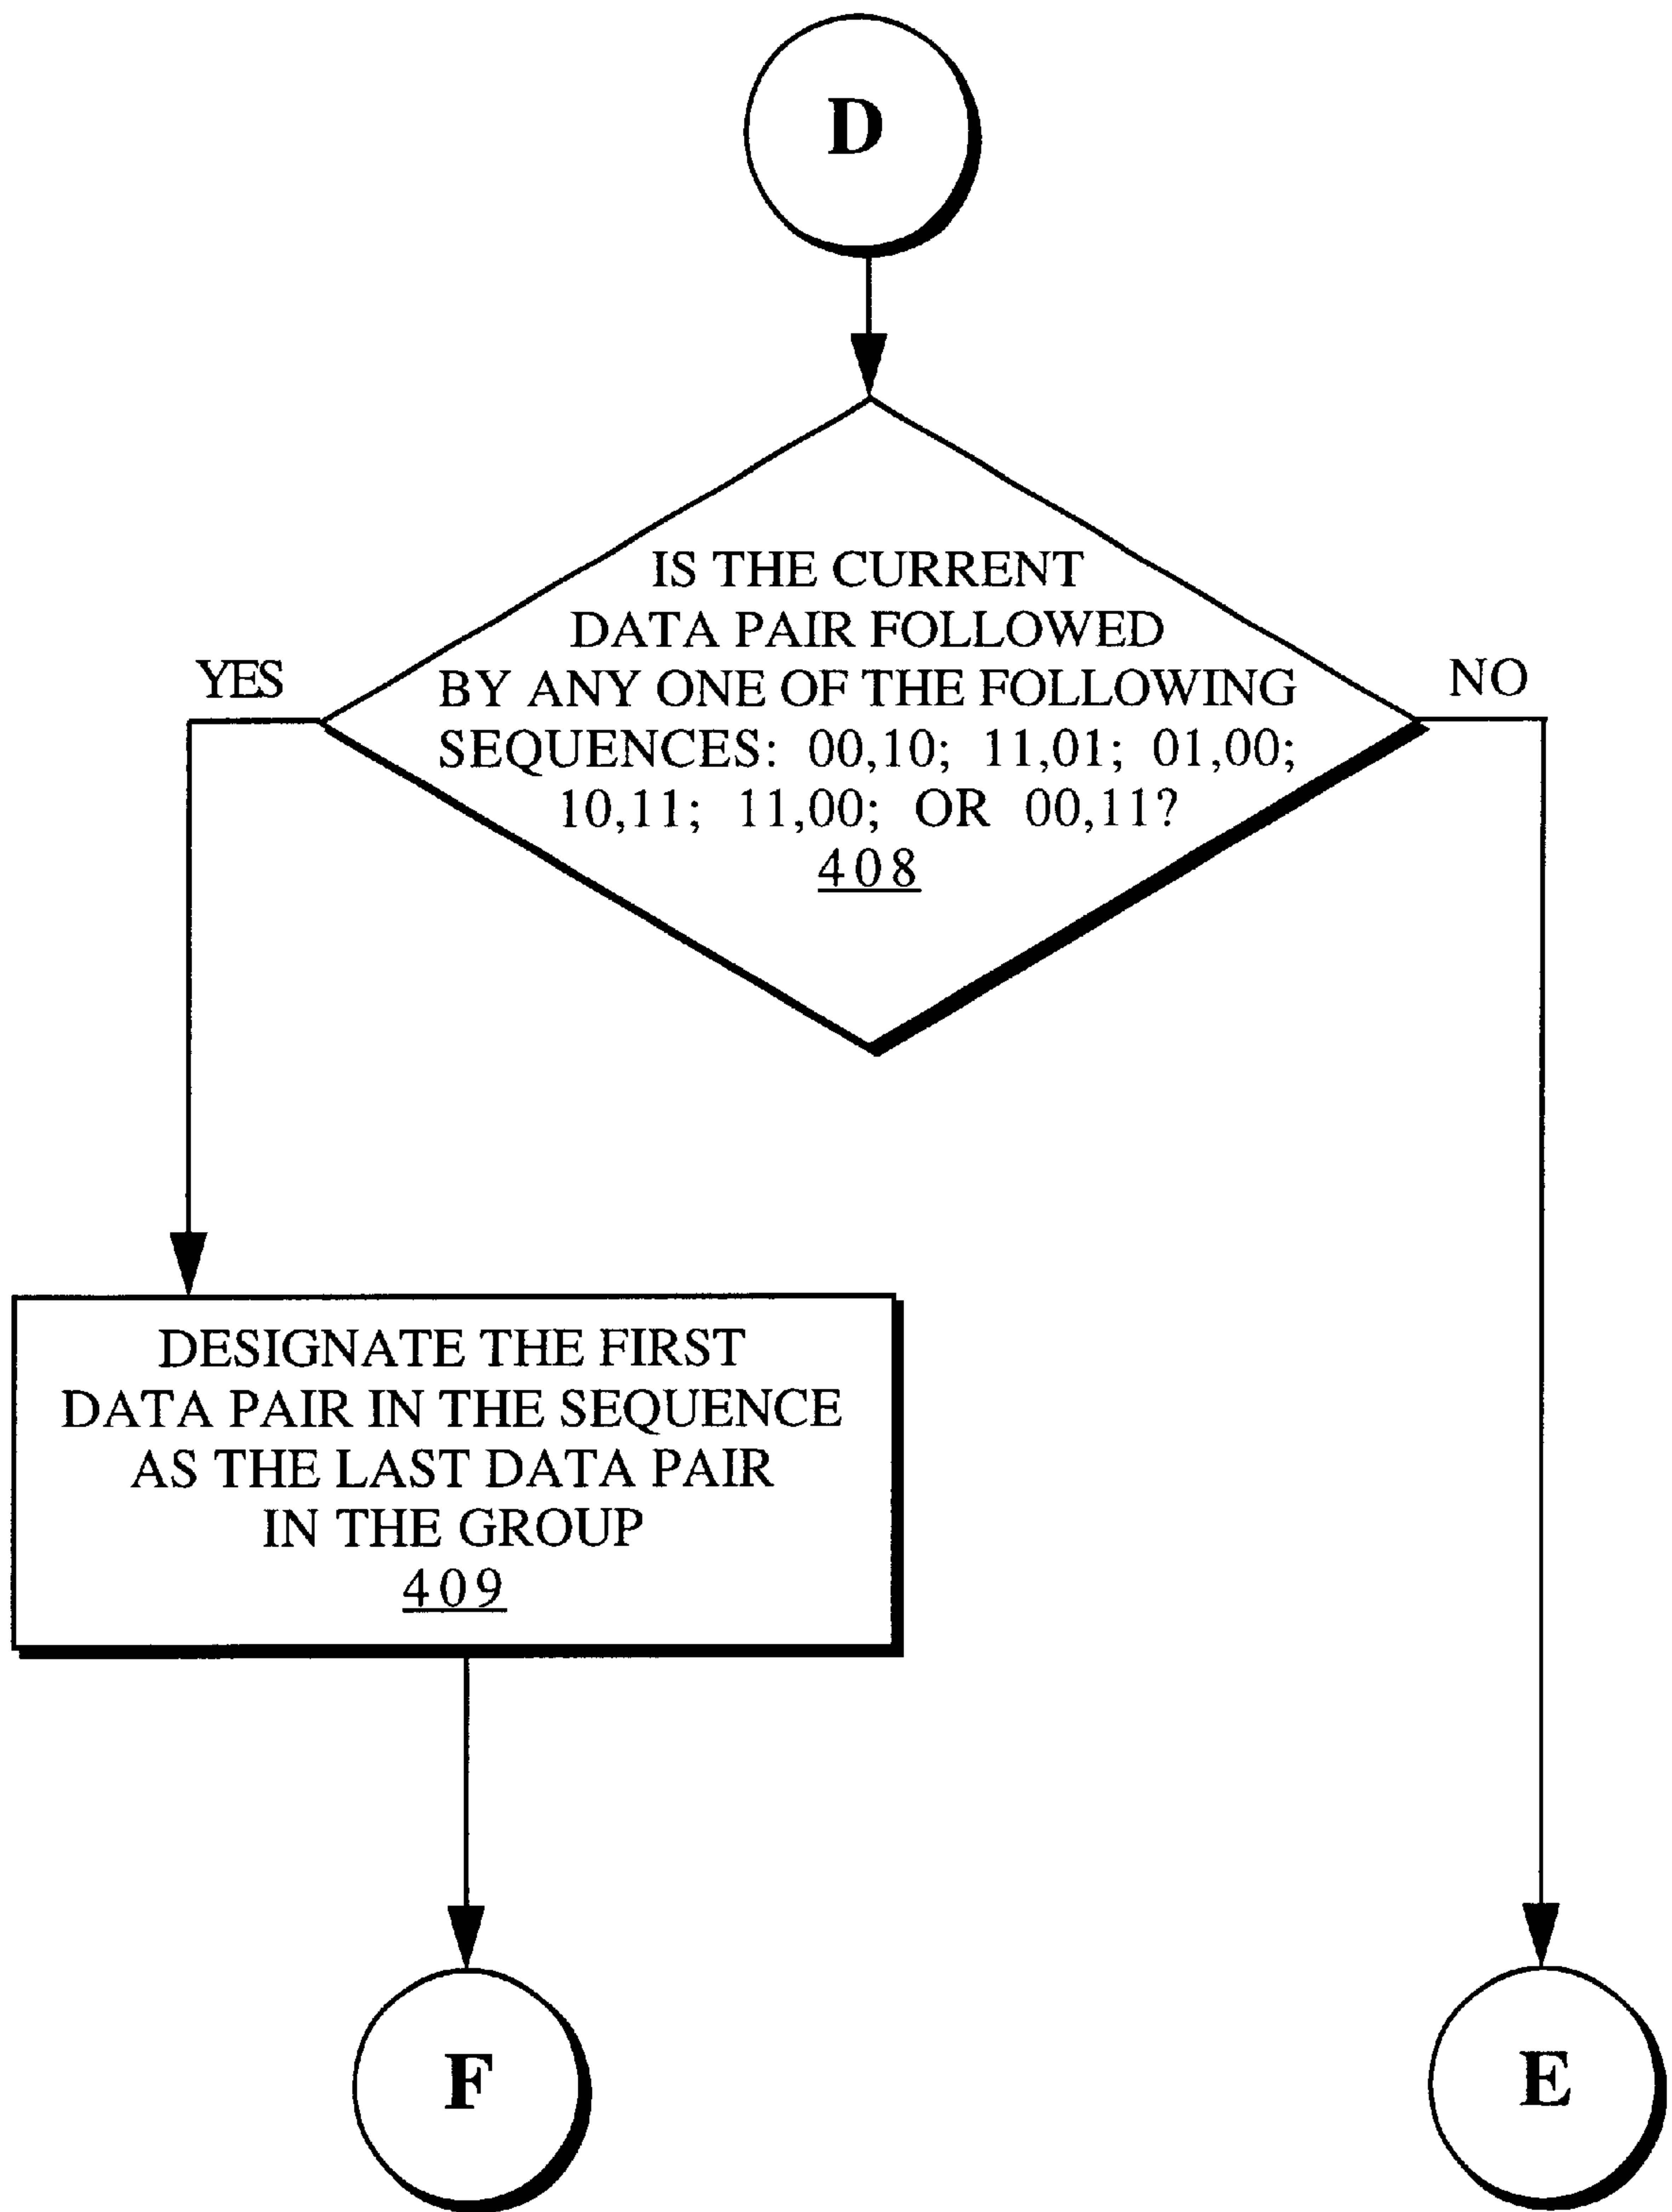 D
IS THE CURRENT
DATA PAIR FOLLOWED
BY ANY ONE OF THE FOLLOWING
SEQUENCES: 00,10; 11,01; 01,00;
10,11; 11,00; OR 00,11?
408
YES
NO
DESIGNATE THE FIRST
DATA PAIR IN THE SEQUENCE
AS THE LAST DATA PAIR
IN THE GROUP
409
F
E